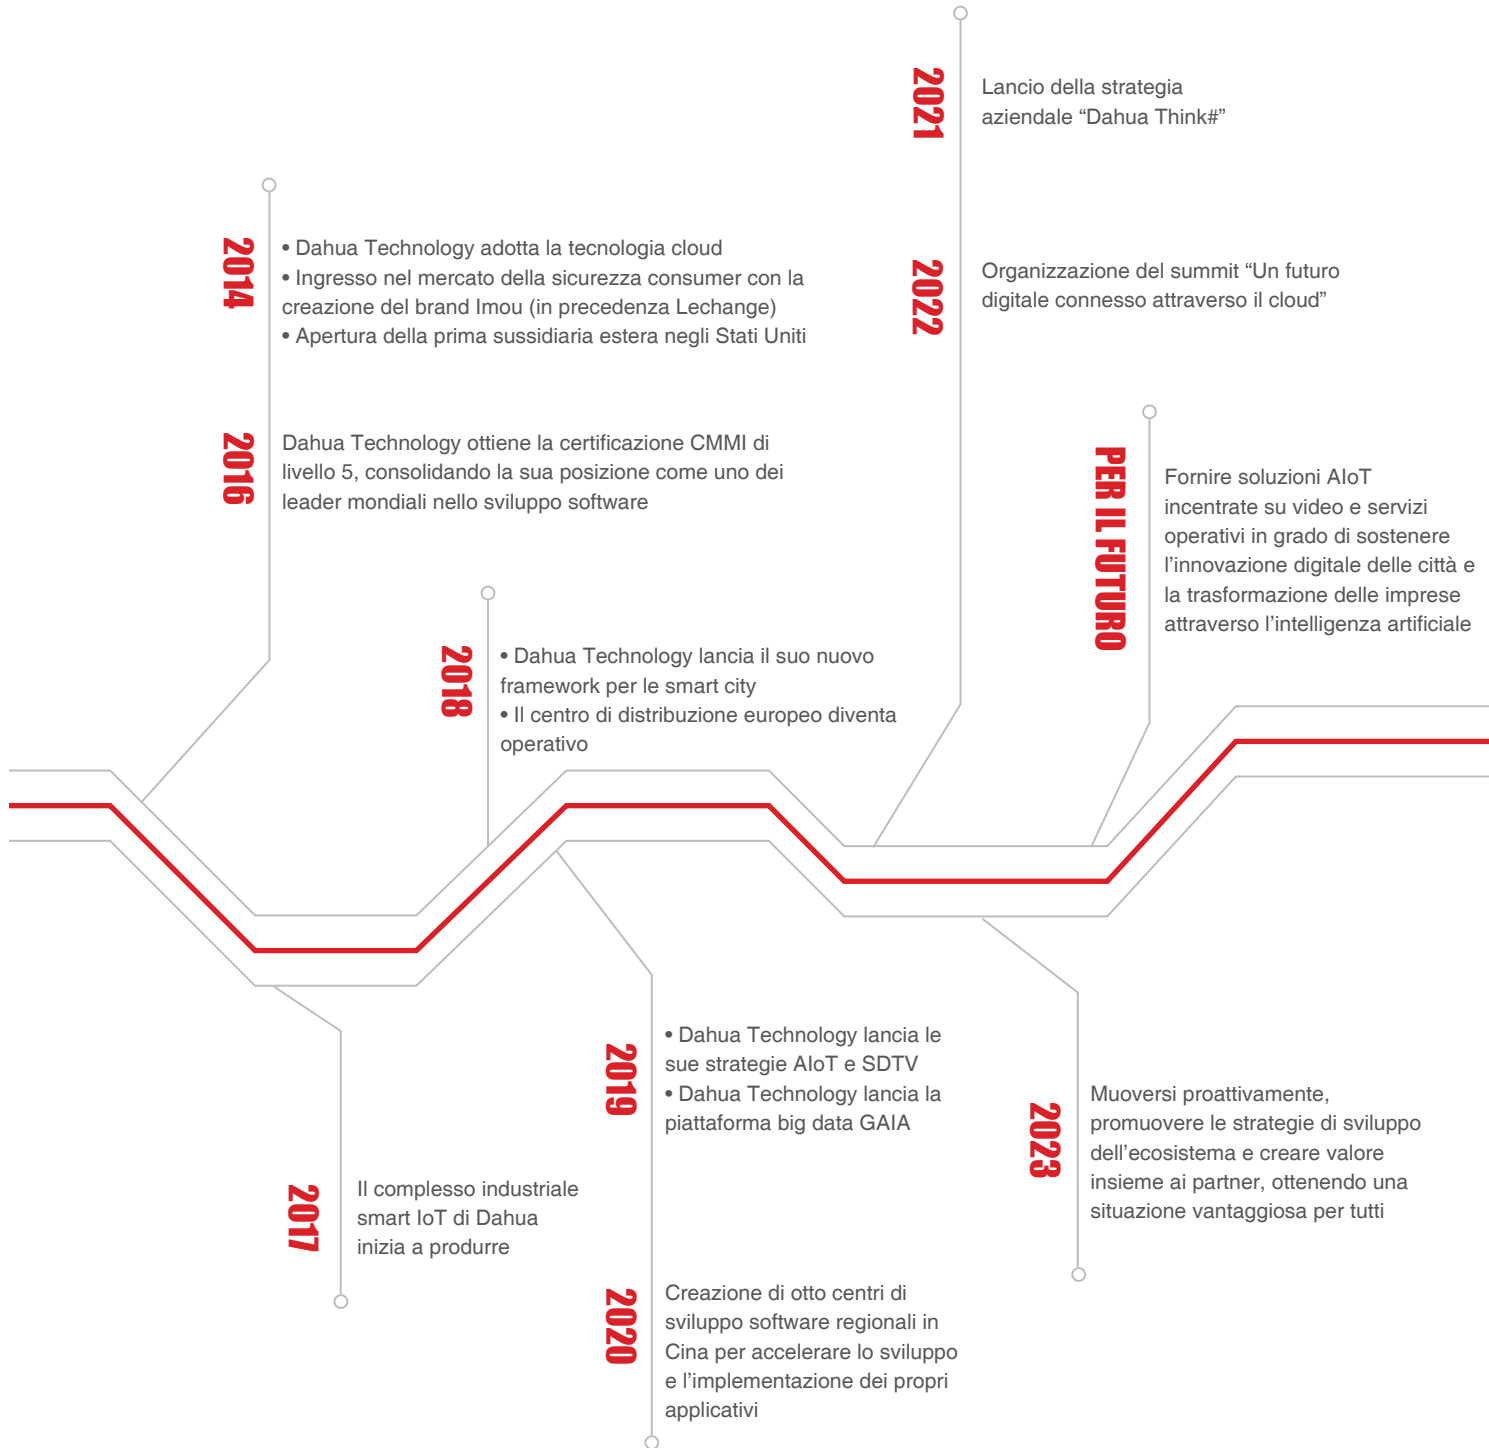 2014
• Dahua Technology adotta la tecnologia cloud
• Ingresso nel mercato della sicurezza consumer con la
creazione del brand Imou (in precedenza Lechange)
• Apertura della prima sussidiaria estera negli Stati Uniti
2016
Dahua Technology ottiene la certificazione CMMI di
livello 5, consolidando la sua posizione come uno dei
leader mondiali nello sviluppo software
2017
Il complesso industriale
smart IoT di Dahua
inizia a produrre
2018
• Dahua Technology lancia il suo nuovo
framework per le smart city
• Il centro di distribuzione europeo diventa
operativo
2019
• Dahua Technology lancia le
sue strategie AIoT e SDTV
• Dahua Technology lancia la
piattaforma big data GAIA
2020
Creazione di otto centri di
sviluppo software regionali in
Cina per accelerare lo sviluppo
e l’implementazione dei propri
applicativi
2021
Lancio della strategia
aziendale “Dahua Think#”
2022
Organizzazione del summit “Un futuro
digitale connesso attraverso il cloud”
2023
Muoversi proattivamente,
promuovere le strategie di sviluppo
dell’ecosistema e creare valore
insieme ai partner, ottenendo una
situazione vantaggiosa per tutti
PER IL FUTURO
Fornire soluzioni AIoT
incentrate su video e servizi
operativi in grado di sostenere
l’innovazione digitale delle città e
la trasformazione delle imprese
attraverso l’intelligenza artificiale